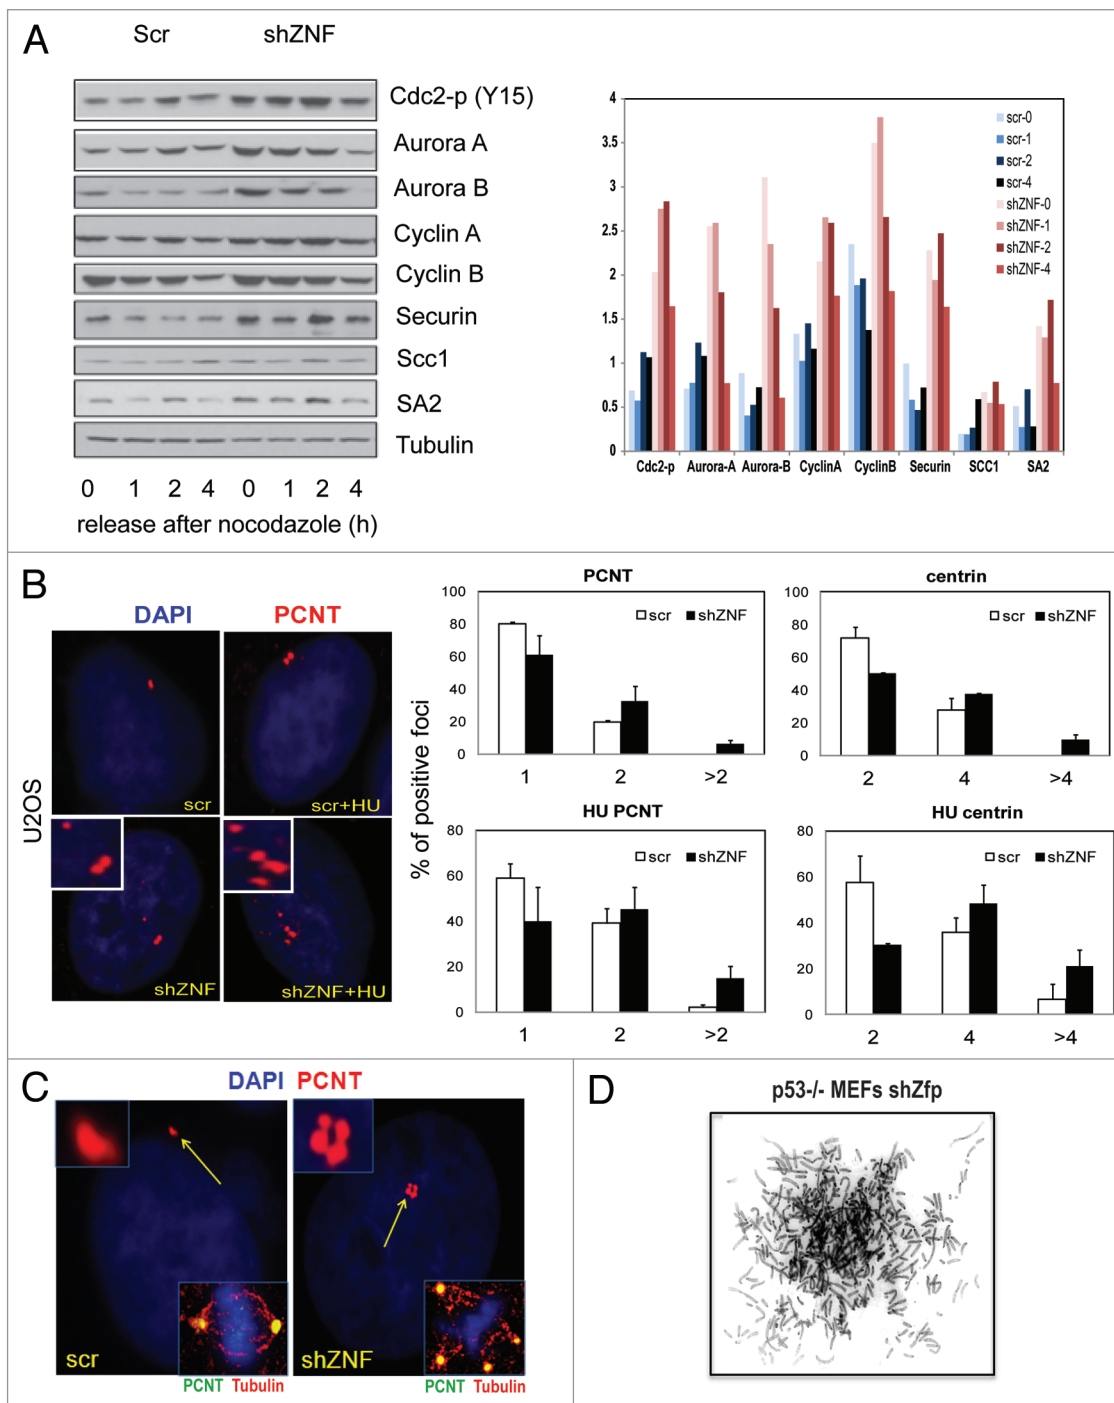 A
Scr shZNF
Cdc2-p (Y15)
Aurora A
Aurora B
Cyclin A
Cyclin B
Securin
Scc1
SA2
Tubulin
0 1 2 4 0 1 2 4
release after nocodazole (h)
4
3.5
3
2.5
2
1.5
1
0.5
0
scr-0
scr-1
scr-2
scr-4
shZNF-0
shZNF-1
shZNF-2
shZNF-4
Cdc2-p Aurora-A Aurora-B CyclinA CyclinB Securin SCC1 SA2
B
DAPI PCNT
U2OS
scr
scr+HU
shZNF
shZNF+HU
% of positive foci
PCNT
scr shZNF
100
80
60
40
20
0
1 2 >2
centrin
scr shZNF
100
80
60
40
20
0
2 4 >4
HU PCNT
scr shZNF
80
60
40
20
0
1 2 >2
HU centrin
scr shZNF
80
60
40
20
0
2 4 >4
C
DAPI PCNT
scr
PCNT Tubulin
shZNF
PCNT Tubulin
D
p53-/- MEFs shZfp